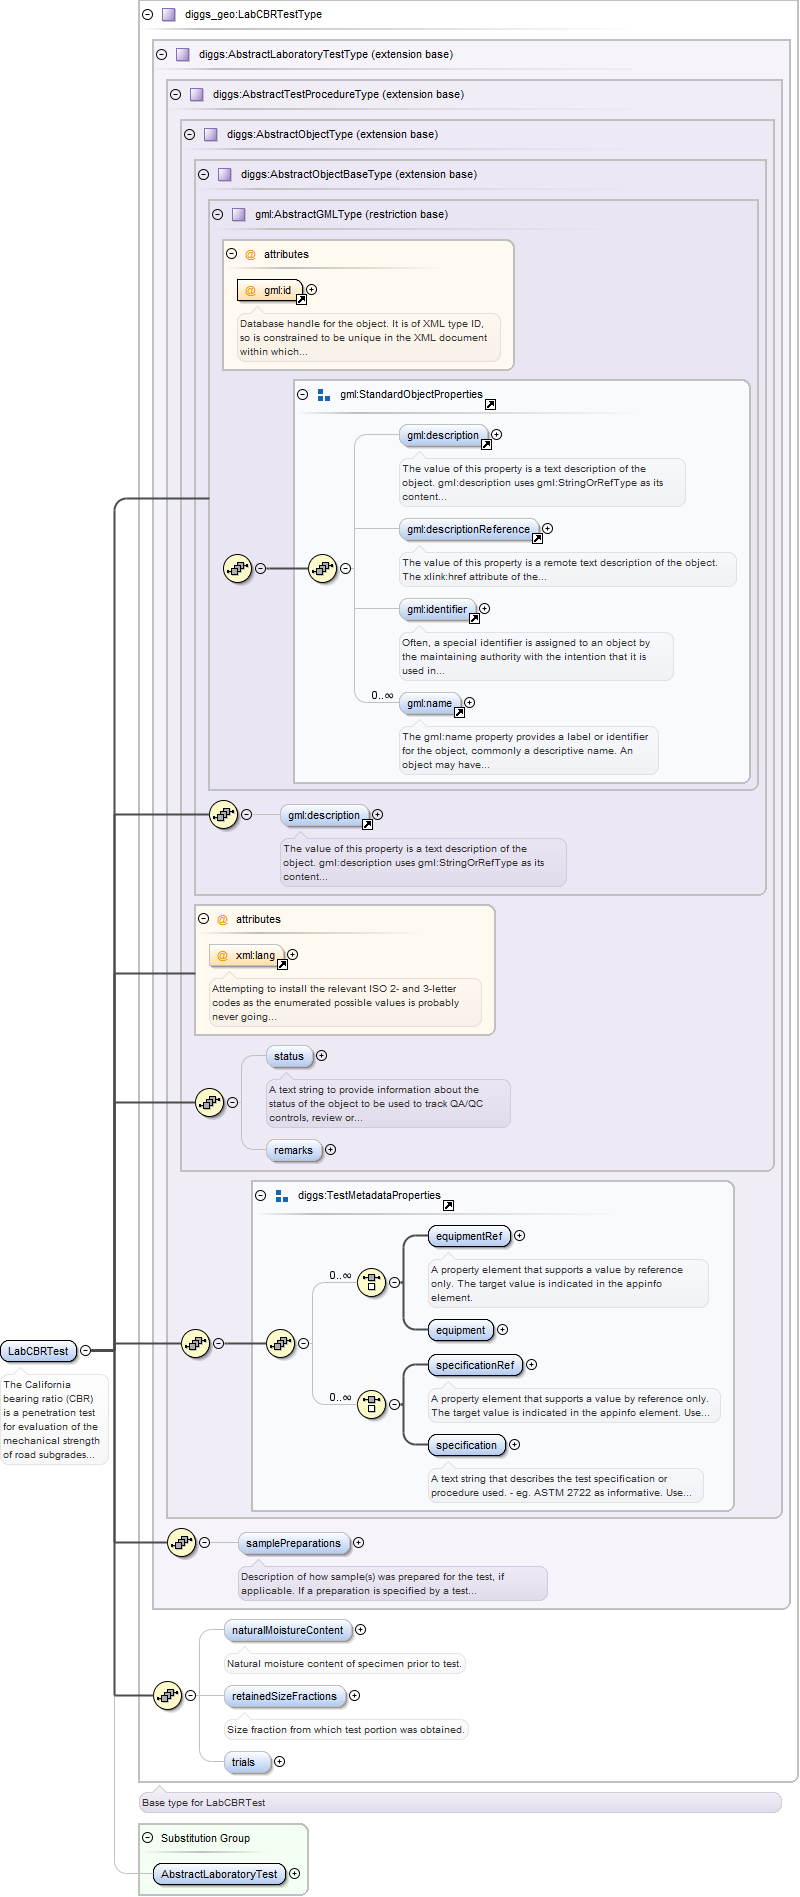 diggs_geo:LabCBRTestType
diggs:AbstractLaboratoryTestType (extension base)
diggs:AbstractTestProcedureType (extension base)
diggs:AbstractObjectType (extension base)
diggs:AbstractObjectBaseType (extension base)
gml:AbstractGMLType (restriction base)
@ attributes
@ gml:id
Database handle for the object. It is of XML type ID,
so is constrained to be unique in the XML document
within which...
gml:StandardObjectProperties
gml:description
The value of this property is a text description of the
object. gml:description uses gml:StringOrRefType as its
content...
gml:descriptionReference
The value of this property is a remote text description of the object.
The xlink:href attribute of the...
gml:identifier
Often, a special identifier is assigned to an object by
the maintaining authority with the intention that it is
used in...
0..∞
gml:name
The gml:name property provides a label or identifier
for the object, commonly a descriptive name. An
object may have...
gml:description
The value of this property is a text description of the
object. gml:description uses gml:StringOrRefType as its
content...
@ attributes
@ xml:lang
Attempting to install the relevant ISO 2- and 3-letter
codes as the enumerated possible values is probably
never going...
status
A text string to provide information about the
status of the object to be used to track QA/QC
controls, review or...
remarks
diggs:TestMetadataProperties
equipmentRef
A property element that supports a value by reference
only. The target value is indicated in the appinfo
element.
0..∞
equipment
specificationRef
A property element that supports a value by reference only.
The target value is indicated in the appinfo element. Use...
0..∞
specification
A text string that describes the test specification or
procedure used. - eg. ASTM 2722 as informative. Use...
LabCBRTest
The California
bearing ratio (CBR)
is a penetration test
for evaluation of the
mechanical strength
of road subgrades...
samplePreparations
Description of how sample(s) was prepared for the test, if
applicable. If a preparation is specified by a test...
naturalMoistureContent
Natural moisture content of specimen prior to test.
retainedSizeFractions
Size fraction from which test portion was obtained.
trials
Base type for LabCBRTest
Substitution Group
AbstractLaboratoryTest